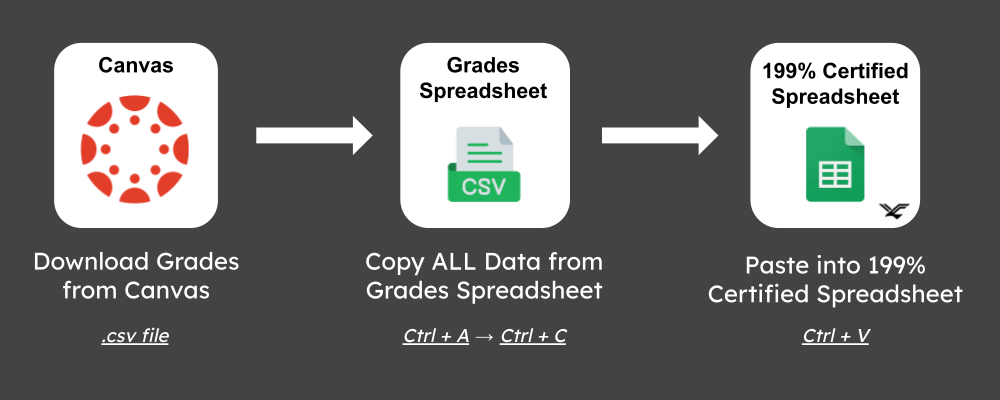 Canvas
Grades
Spreadsheet
199% Certified
Spreadsheet
CSV
Download Grades
from Canvas
.csv file
Copy ALL Data from
Grades Spreadsheet
Ctrl + A → Ctrl + C
Paste into 199%
Certified Spreadsheet
Ctrl + V